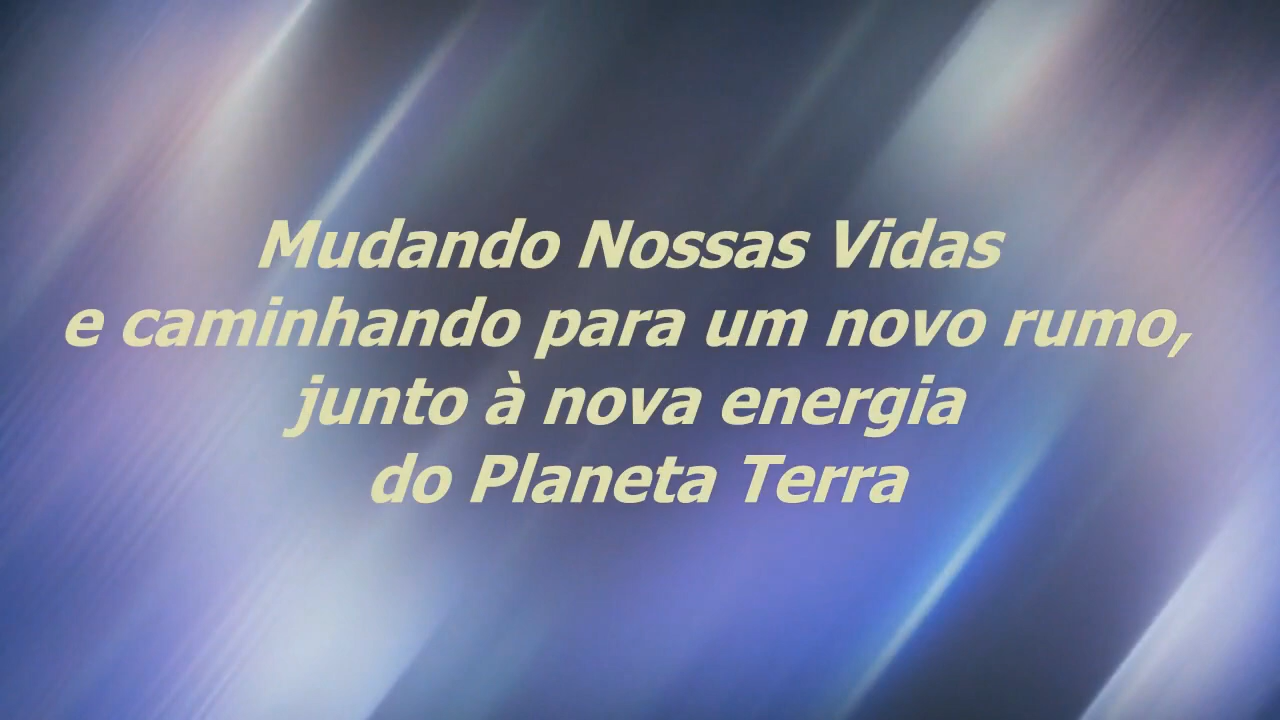 Mudando Nossas Vidas
e caminhando para um novo rumo,
junto à nova energia
do Planeta Terra